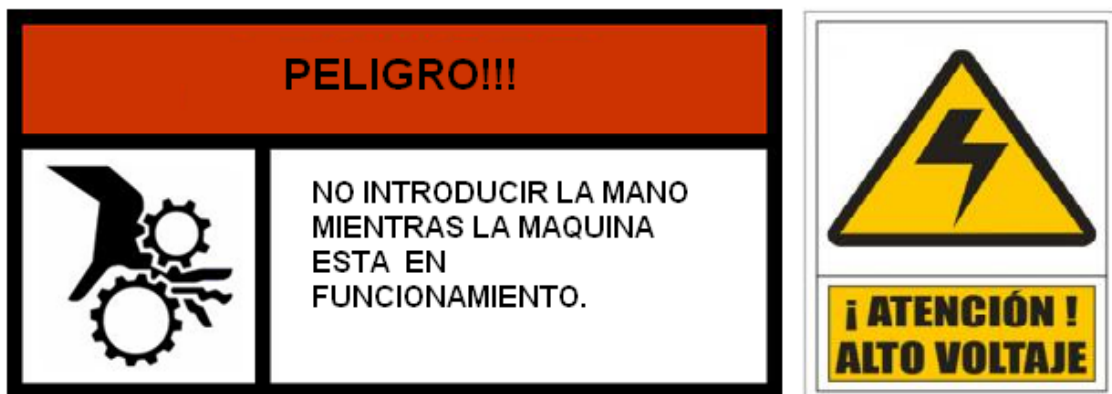 PELIGRO!!!
NO INTRODUCIR LA MANO
MIENTRAS LA MAQUINA
ESTA EN
FUNCIONAMIENTO.
¡ ATENCIÓN !
ALTO VOLTAJE